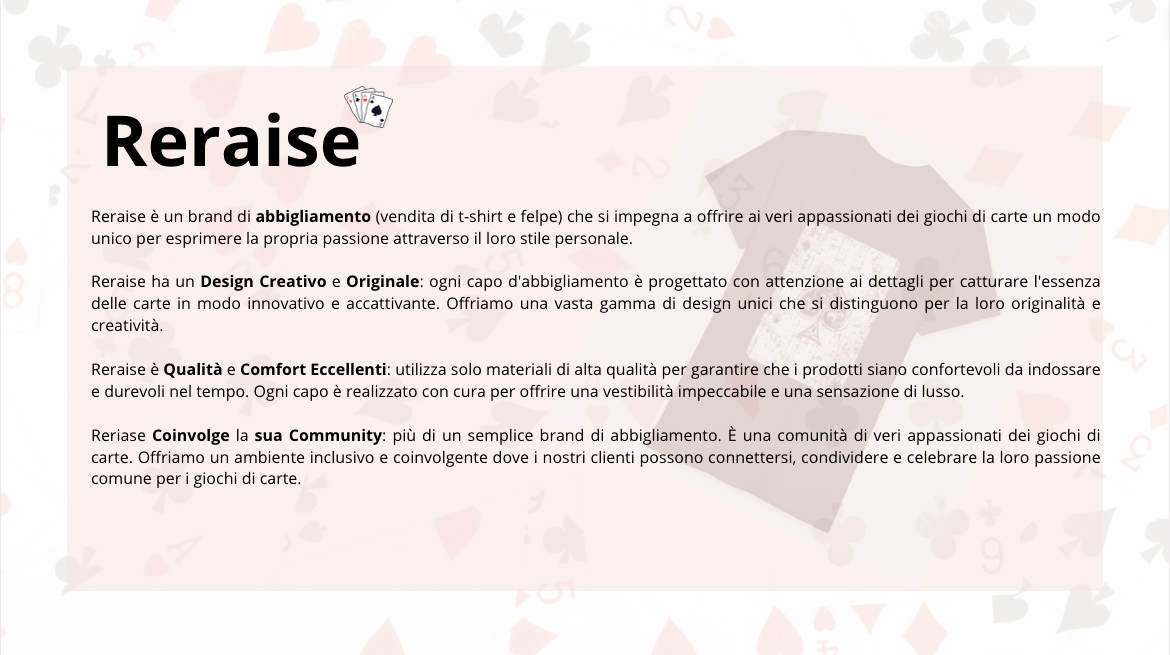 Reraise
Reraise è un brand di abbigliamento (vendita di t-shirt e felpe) che si impegna a offrire ai veri appassionati dei giochi di carte un modo
unico per esprimere la propria passione attraverso il loro stile personale.
Reraise ha un Design Creativo e Originale: ogni capo d'abbigliamento è progettato con attenzione ai dettagli per catturare l'essenza
delle carte in modo innovativo e accattivante. Offriamo una vasta gamma di design unici che si distinguono per la loro originalità e
creatività.
Reraise è Qualità e Comfort Eccellenti: utilizza solo materiali di alta qualità per garantire che i prodotti siano confortevoli da indossare
e durevoli nel tempo. Ogni capo è realizzato con cura per offrire una vestibilità impeccabile e una sensazione di lusso.
Reriase Coinvolge la sua Community: più di un semplice brand di abbigliamento. È una comunità di veri appassionati dei giochi di
carte. Offriamo un ambiente inclusivo e coinvolgente dove i nostri clienti possono connettersi, condividere e celebrare la loro passione
comune per i giochi di carte.